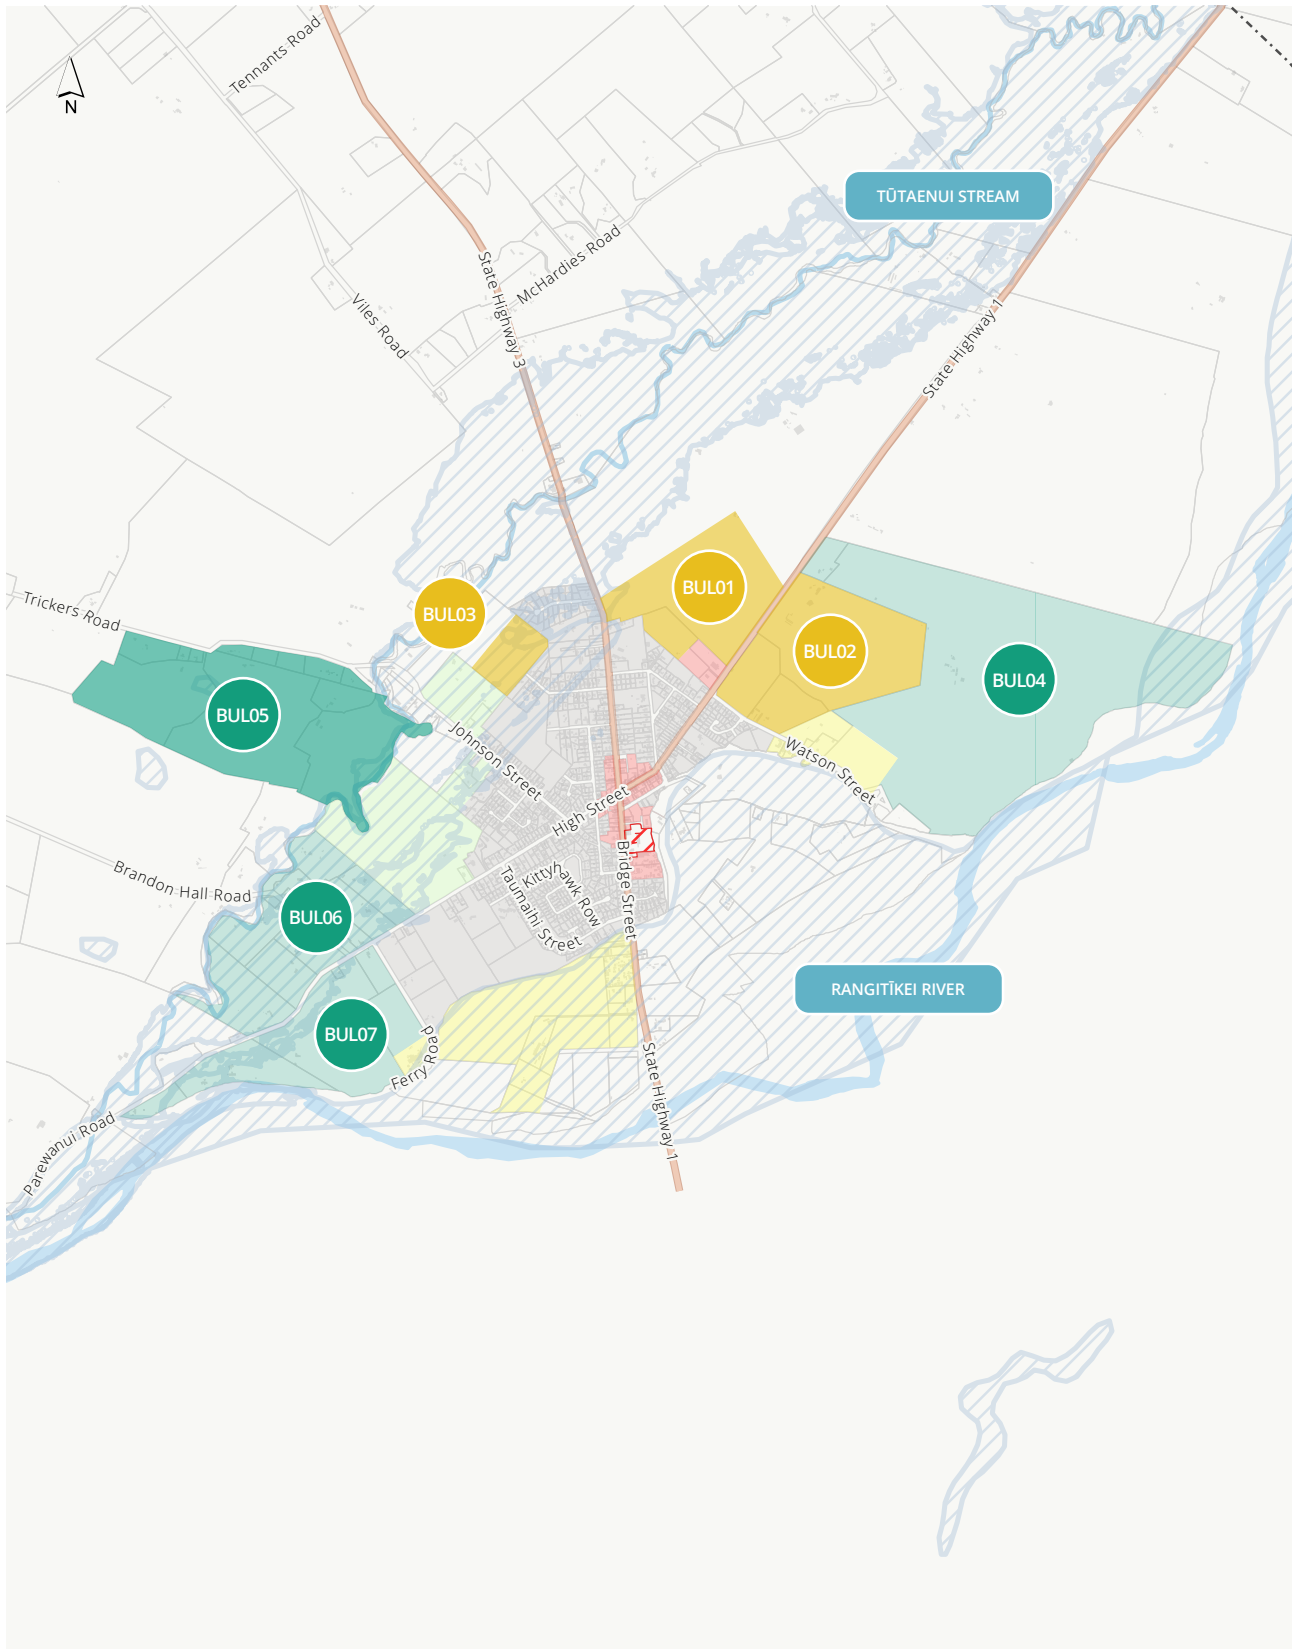 Tennants Road
N
TŪTAENUI STREAM
McHardies Road
State Highway 3
Viles Road
State Highway 1
BUL01
BUL03
Trickers Road
BUL02
BUL04
BUL05
Johnson Street
Watson Street
High Street
Bridge Street
Brandon Hall Road
Kittyhawk Row
Taumaihi Street
BUL06
RANGITĪKEI RIVER
BUL07
Ferry Road
State Highway 1
Parewanui Road